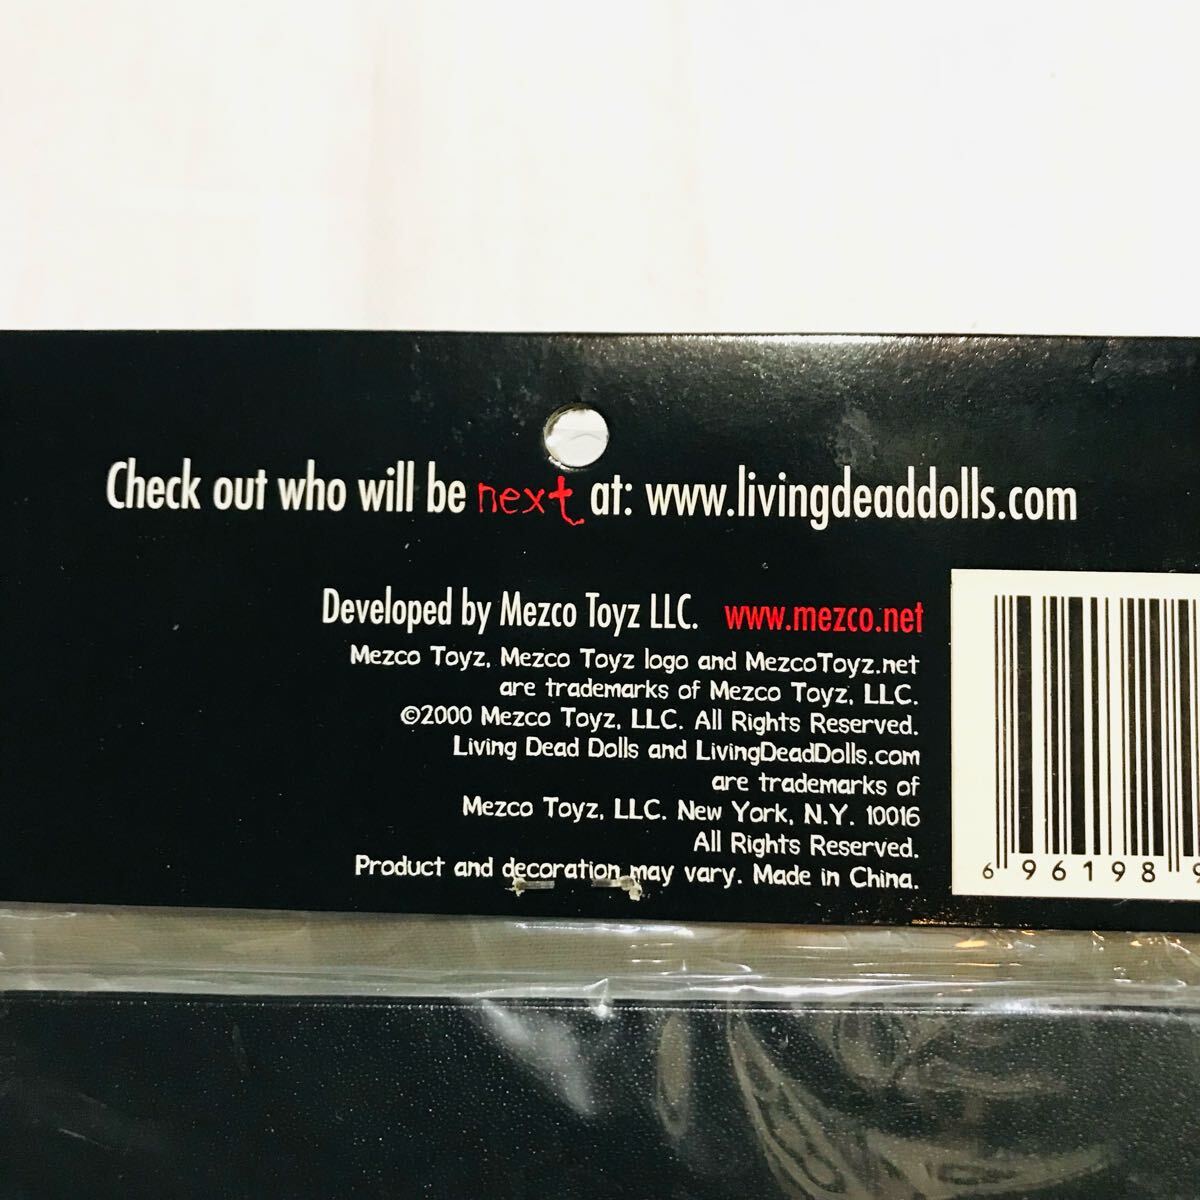 Check out who will be next at: www.livingdeaddolls.com
Developed by Mezco Toyz LLC. www.mezco.net
Mezco Toyz, Mezco Toyz logo and MezcoToyz.net
are trademarks of Mezco Toyz, LLC.
©2000 Mezco Toyz, LLC. All Rights Reserved.
Living Dead Dolls and LivingDeadDolls.com
are trademarks of
Mezco Toyz, LLC. New York, N.Y. 10016
All Rights Reserved.
Product and decoration may vary. Made in China.
6 96198 9